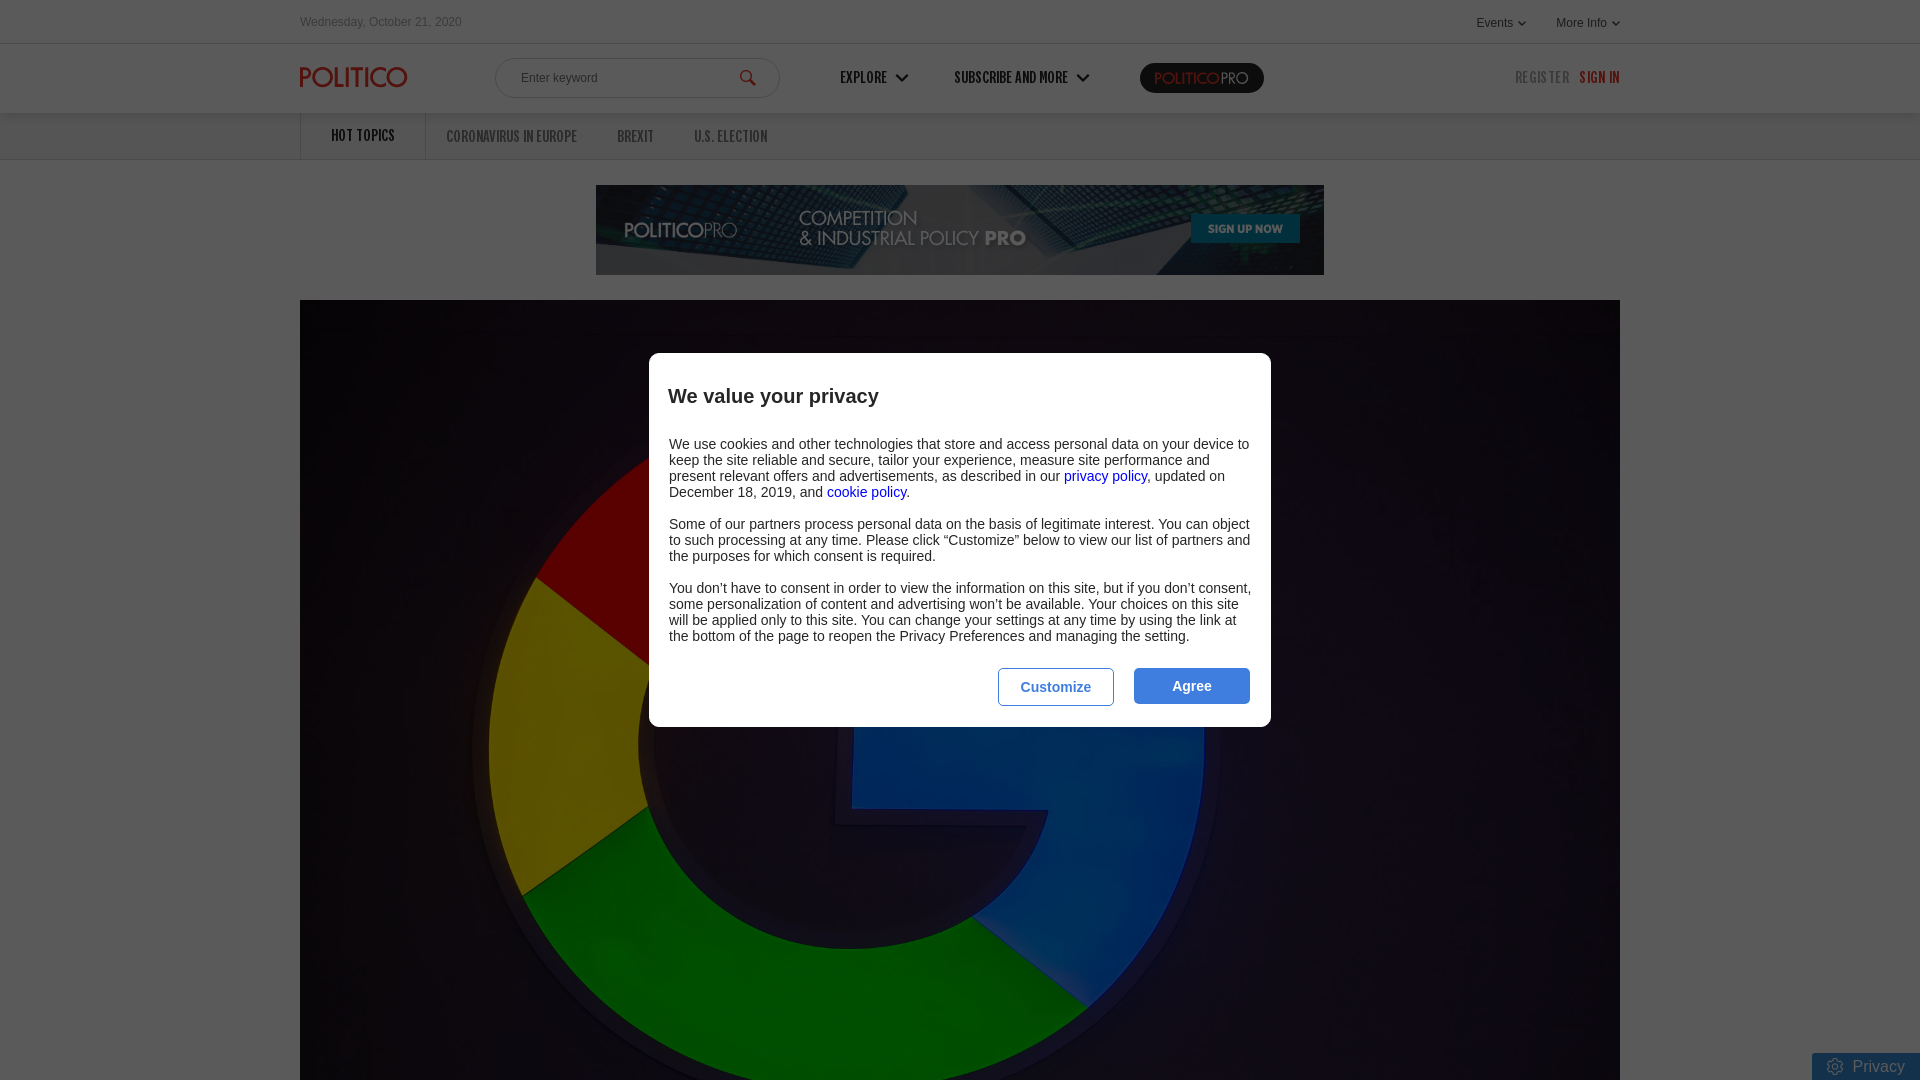 Wednesday, October 21, 2020
Events
More Info
POLITICO
Enter keyword
EXPLORE
SUBSCRIBE AND MORE
POLITICOPRO
REGISTER
SIGN IN
HOT TOPICS
CORONAVIRUS IN EUROPE
BREXIT
U.S. ELECTION
POLITICOPRO
COMPETITION
& INDUSTRIAL POLICY PRO
SIGN UP NOW
We value your privacy
We use cookies and other technologies that store and access personal data on your device to
keep the site reliable and secure, tailor your experience, measure site performance and
present relevant offers and advertisements, as described in our privacy policy, updated on
December 18, 2019, and cookie policy.
Some of our partners process personal data on the basis of legitimate interest. You can object
to such processing at any time. Please click “Customize” below to view our list of partners and
the purposes for which consent is required.
You don’t have to consent in order to view the information on this site, but if you don’t consent,
some personalization of content and advertising won’t be available. Your choices on this site
will be applied only to this site. You can change your settings at any time by using the link at
the bottom of the page to reopen the Privacy Preferences and managing the setting.
Customize
Agree
Privacy